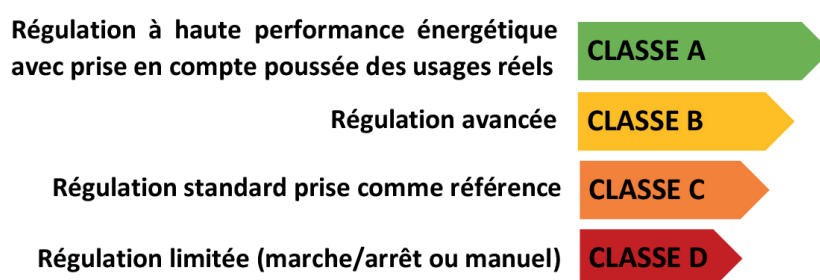 Régulation à haute performance énergétique
avec prise en compte poussée des usages réels
CLASSE A
Régulation avancée
CLASSE B
Régulation standard prise comme référence
CLASSE C
Régulation limitée (marche/arrêt ou manuel)
CLASSE D